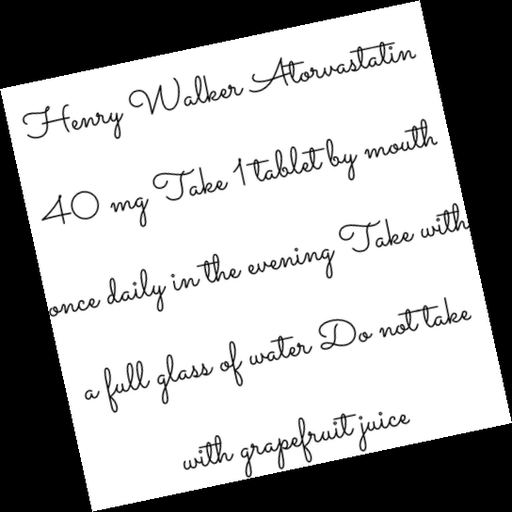 Henry Walker Atorvastatin
40 mg Take 1 tablet by mouth
once daily in the evening Take with
a full glass of water Do not take
with grapefruit juice